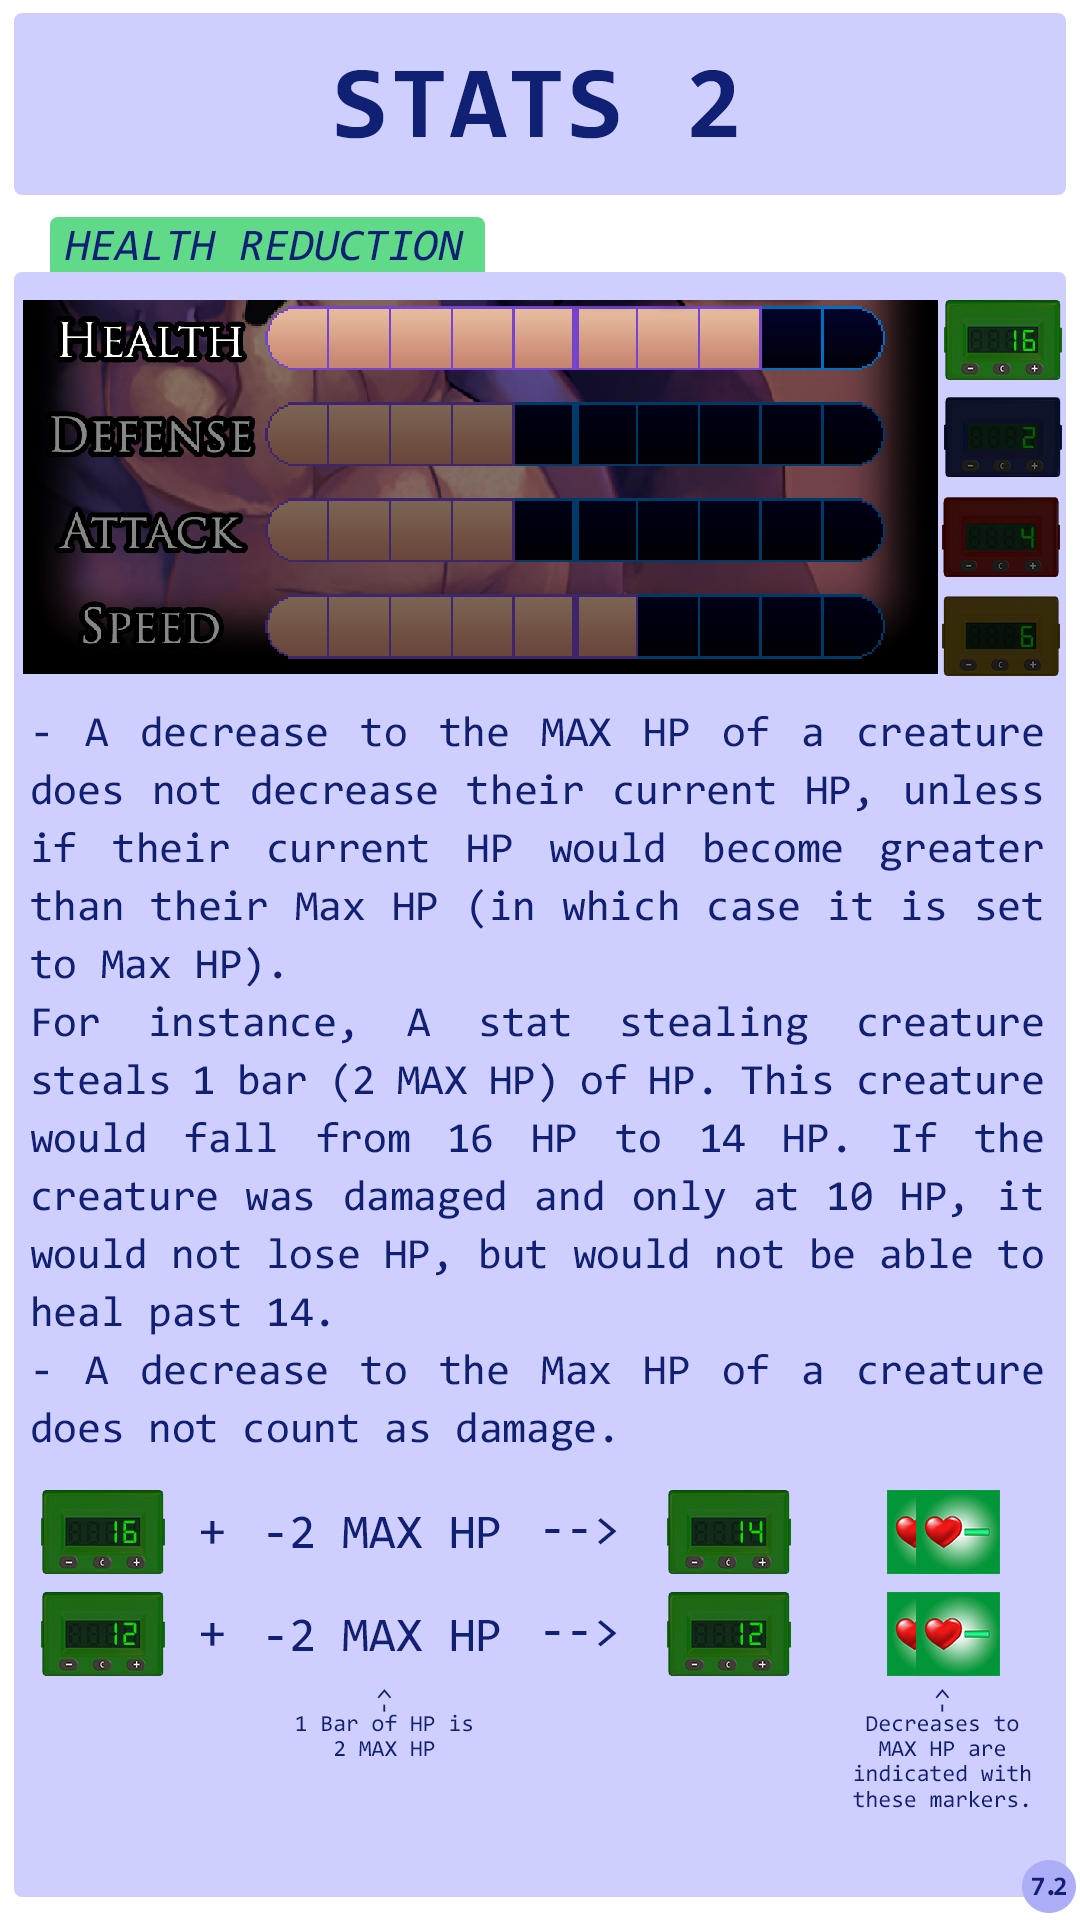 STATS 2
HEALTH REDUCTION
HEALTH
16
DEFENSE
2
ATTACK
4
SPEED
6
- A decrease to the MAX HP of a creature
does not decrease their current HP, unless
if their current HP would become greater
than their Max HP (in which case it is set
to Max HP).
For instance, A stat stealing creature
steals 1 bar (2 MAX HP) of HP. This creature
would fall from 16 HP to 14 HP. If the
creature was damaged and only at 10 HP, it
would not lose HP, but would not be able to
heal past 14.
- A decrease to the Max HP of a creature
does not count as damage.
16 + -2 MAX HP --> 14
12 + -2 MAX HP --> 12
1 Bar of HP is
2 MAX HP
Decreases to
MAX HP are
indicated with
these markers.
7.2